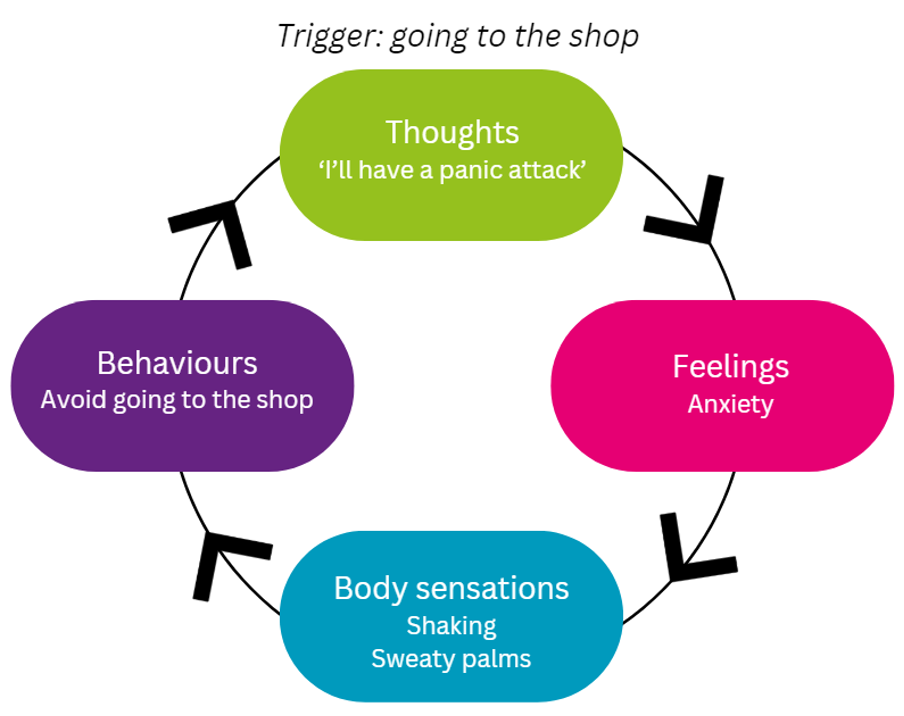 Trigger: going to the shop
Thoughts
‘I’ll have a panic attack’
Feelings
Anxiety
Body sensations
Shaking
Sweaty palms
Behaviours
Avoid going to the shop